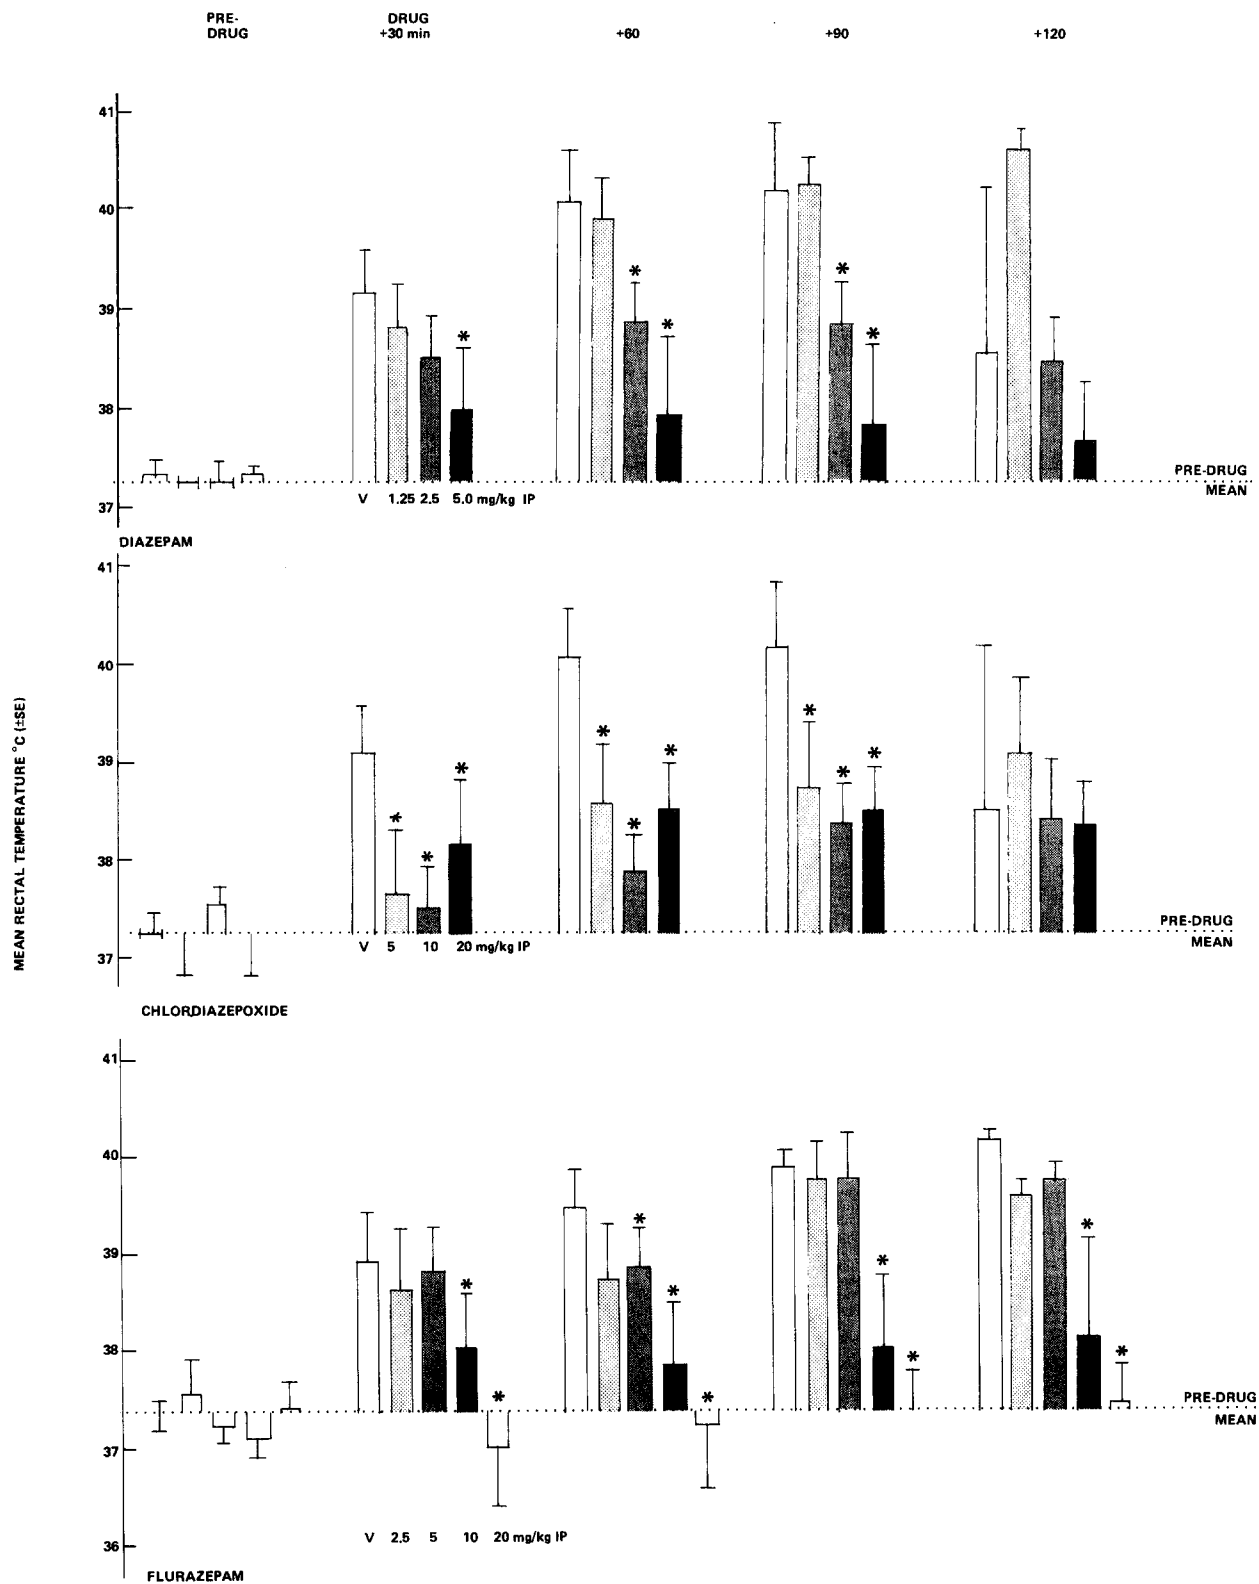 PRE- DRUG
DRUG +30 min +60 +90 +120
41
40
39
38
37
PRE-DRUG
MEAN
V 1.25 2.5 5.0 mg/kg IP
* * * * *
DIAZEPAM
41
40
39
38
37
PRE-DRUG
MEAN
V 5 10 20 mg/kg IP
* * * * * * * * *
CHLORDIAZEPOXIDE
MEAN RECTAL TEMPERATURE °C (±SE)
41
40
39
38
37
36
PRE-DRUG
MEAN
* * * * * * * * *
V 2.5 5 10 20 mg/kg IP
FLURAZEPAM